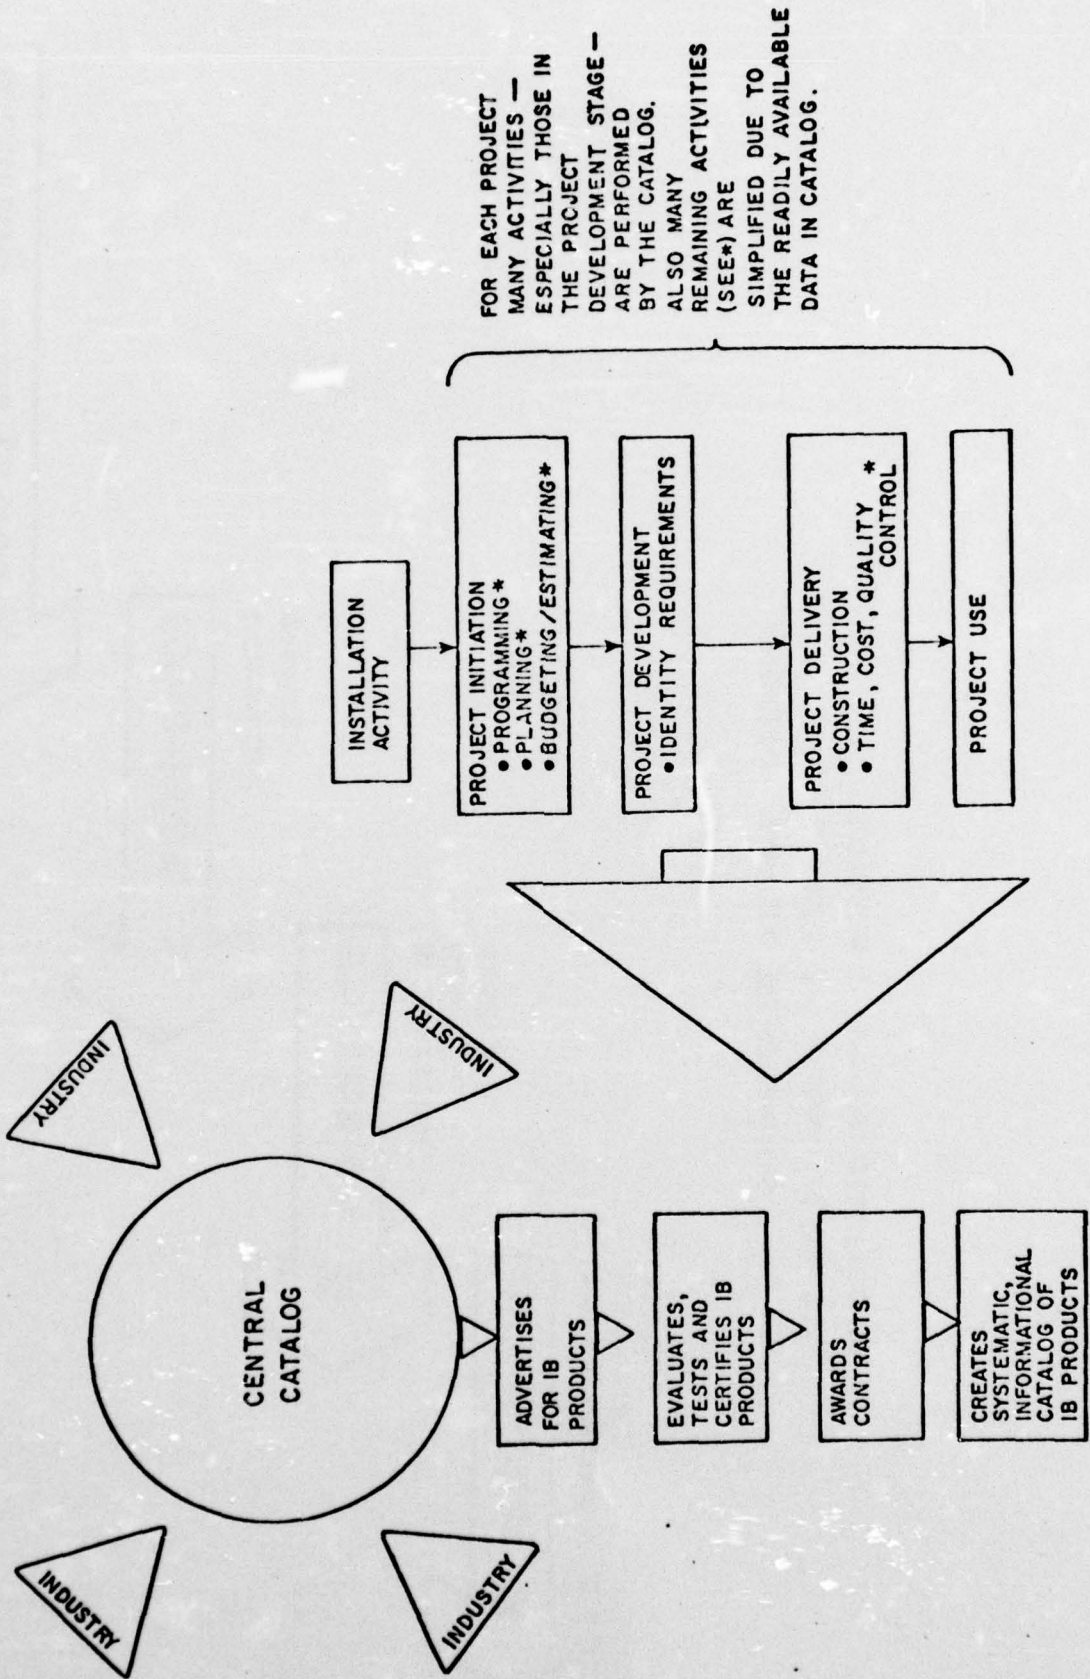 INDUSTRY
INDUSTRY
INDUSTRY
INDUSTRY
CENTRAL
CATALOG
ADVERTISES
FOR IB
PRODUCTS
EVALUATES,
TESTS AND
CERTIFIES IB
PRODUCTS
AWARDS
CONTRACTS
CREATES
SYSTEMATIC,
INFORMATIONAL
CATALOG OF
IB PRODUCTS
INSTALLATION
ACTIVITY
PROJECT INITIATION
• PROGRAMMING*
• PLANNING*
• BUDGETING/ESTIMATING*
PROJECT DEVELOPMENT
• IDENTITY REQUIREMENTS
PROJECT DELIVERY
• CONSTRUCTION
• TIME, COST, QUALITY *
CONTROL
PROJECT USE
FOR EACH PROJECT
MANY ACTIVITIES —
ESPECIALLY THOSE IN
THE PROJECT
DEVELOPMENT STAGE —
ARE PERFORMED
BY THE CATALOG.
ALSO MANY
REMAINING ACTIVITIES
(SEE*) ARE
SIMPLIFIED DUE TO
THE READILY AVAILABLE
DATA IN CATALOG.